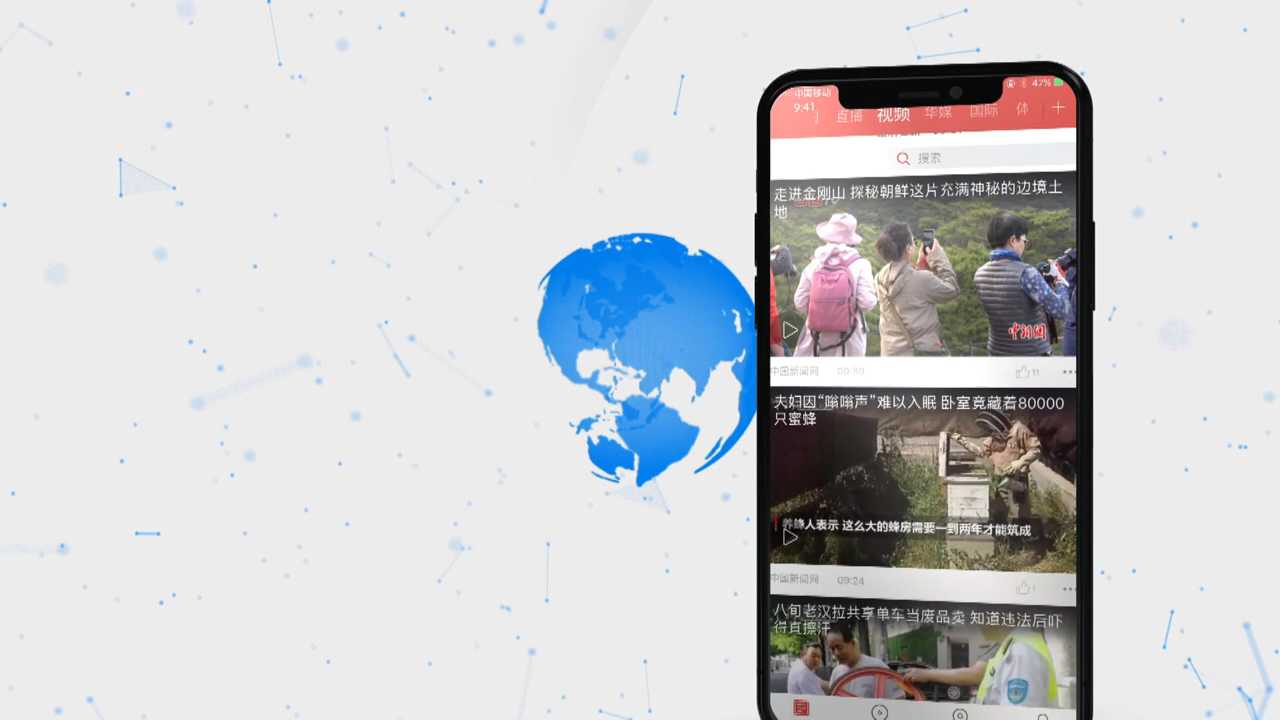 中国移动
47%
9:41
直播 视频 华媒 国际 体 +
搜索
走进金刚山 探秘朝鲜这片充满神秘的边境土
地
中新网
中国新闻网 09:30 11
夫妇因“嗡嗡声”难以入眠 卧室竟藏着80000
只蜜蜂
养蜂人表示 这么大的蜂房需要一到两年才能筑成
中国新闻网 09:24 1
八旬老汉拉共享单车当废品卖 知道违法后吓
得直擦汗